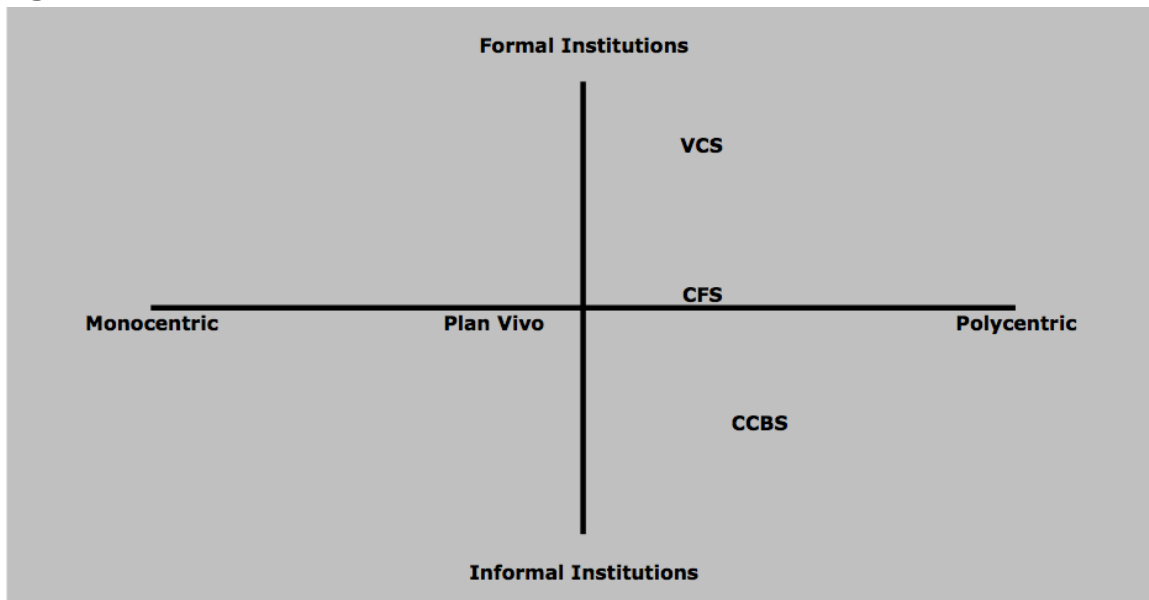 Formal Institutions
VCS
CFS
Monocentric Plan Vivo Polycentric
CCBS
Informal Institutions